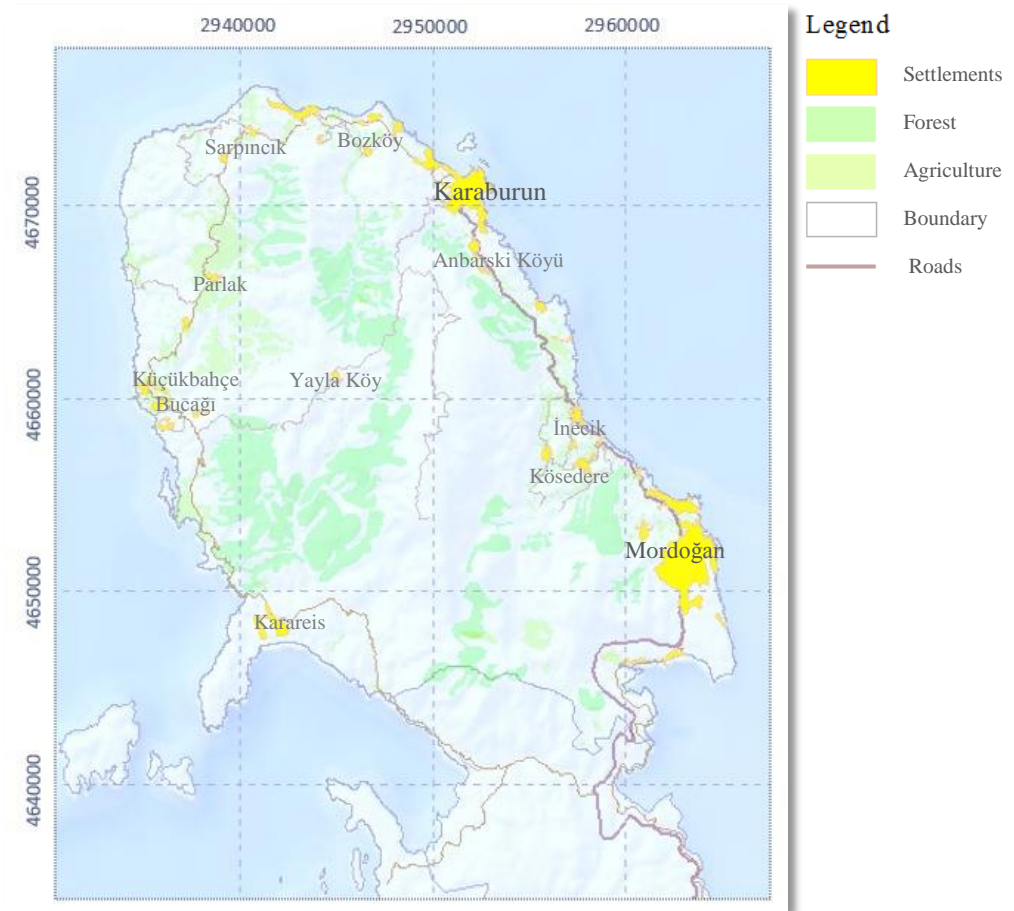 2940000 2950000 2960000
Legend
Settlements
Forest
Agriculture
Boundary
Roads
4670000
4660000
4650000
4640000
Sarpıncık
Bozköy
Karaburun
Anbarski Köyü
Parlak
Küçükbahçe
Bucağı
Yayla Köy
İnecik
Kösedere
Mordoğan
Karareis